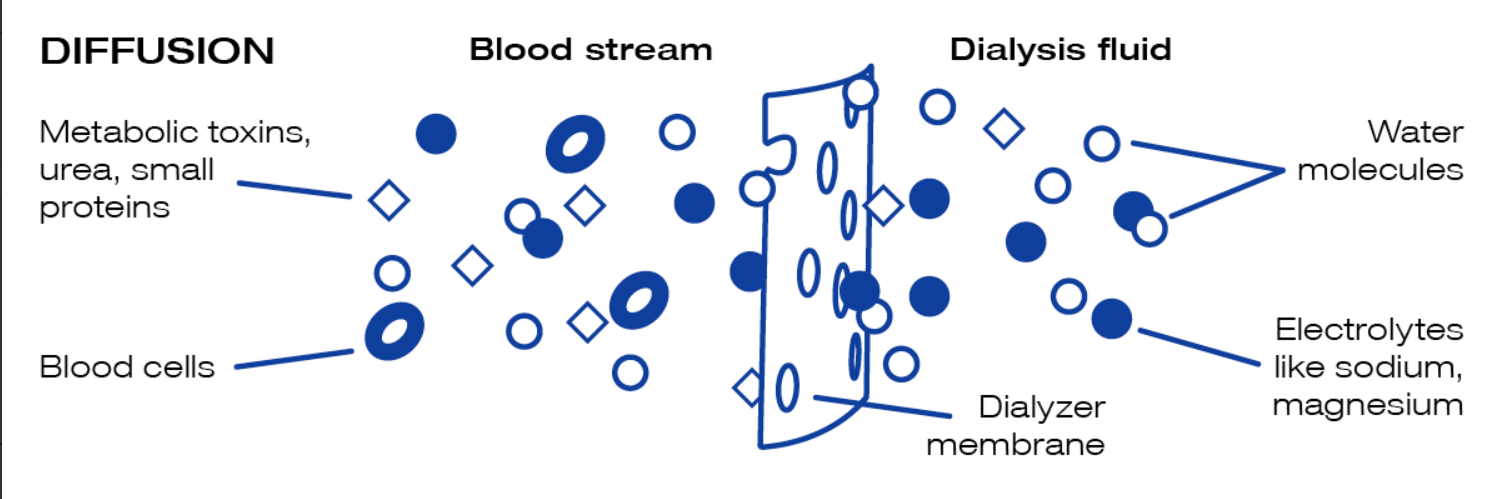 DIFFUSION
Blood stream
Dialysis fluid
Metabolic toxins,
urea, small
proteins
Water
molecules
Blood cells
Electrolytes
like sodium,
magnesium
Dialyzer
membrane